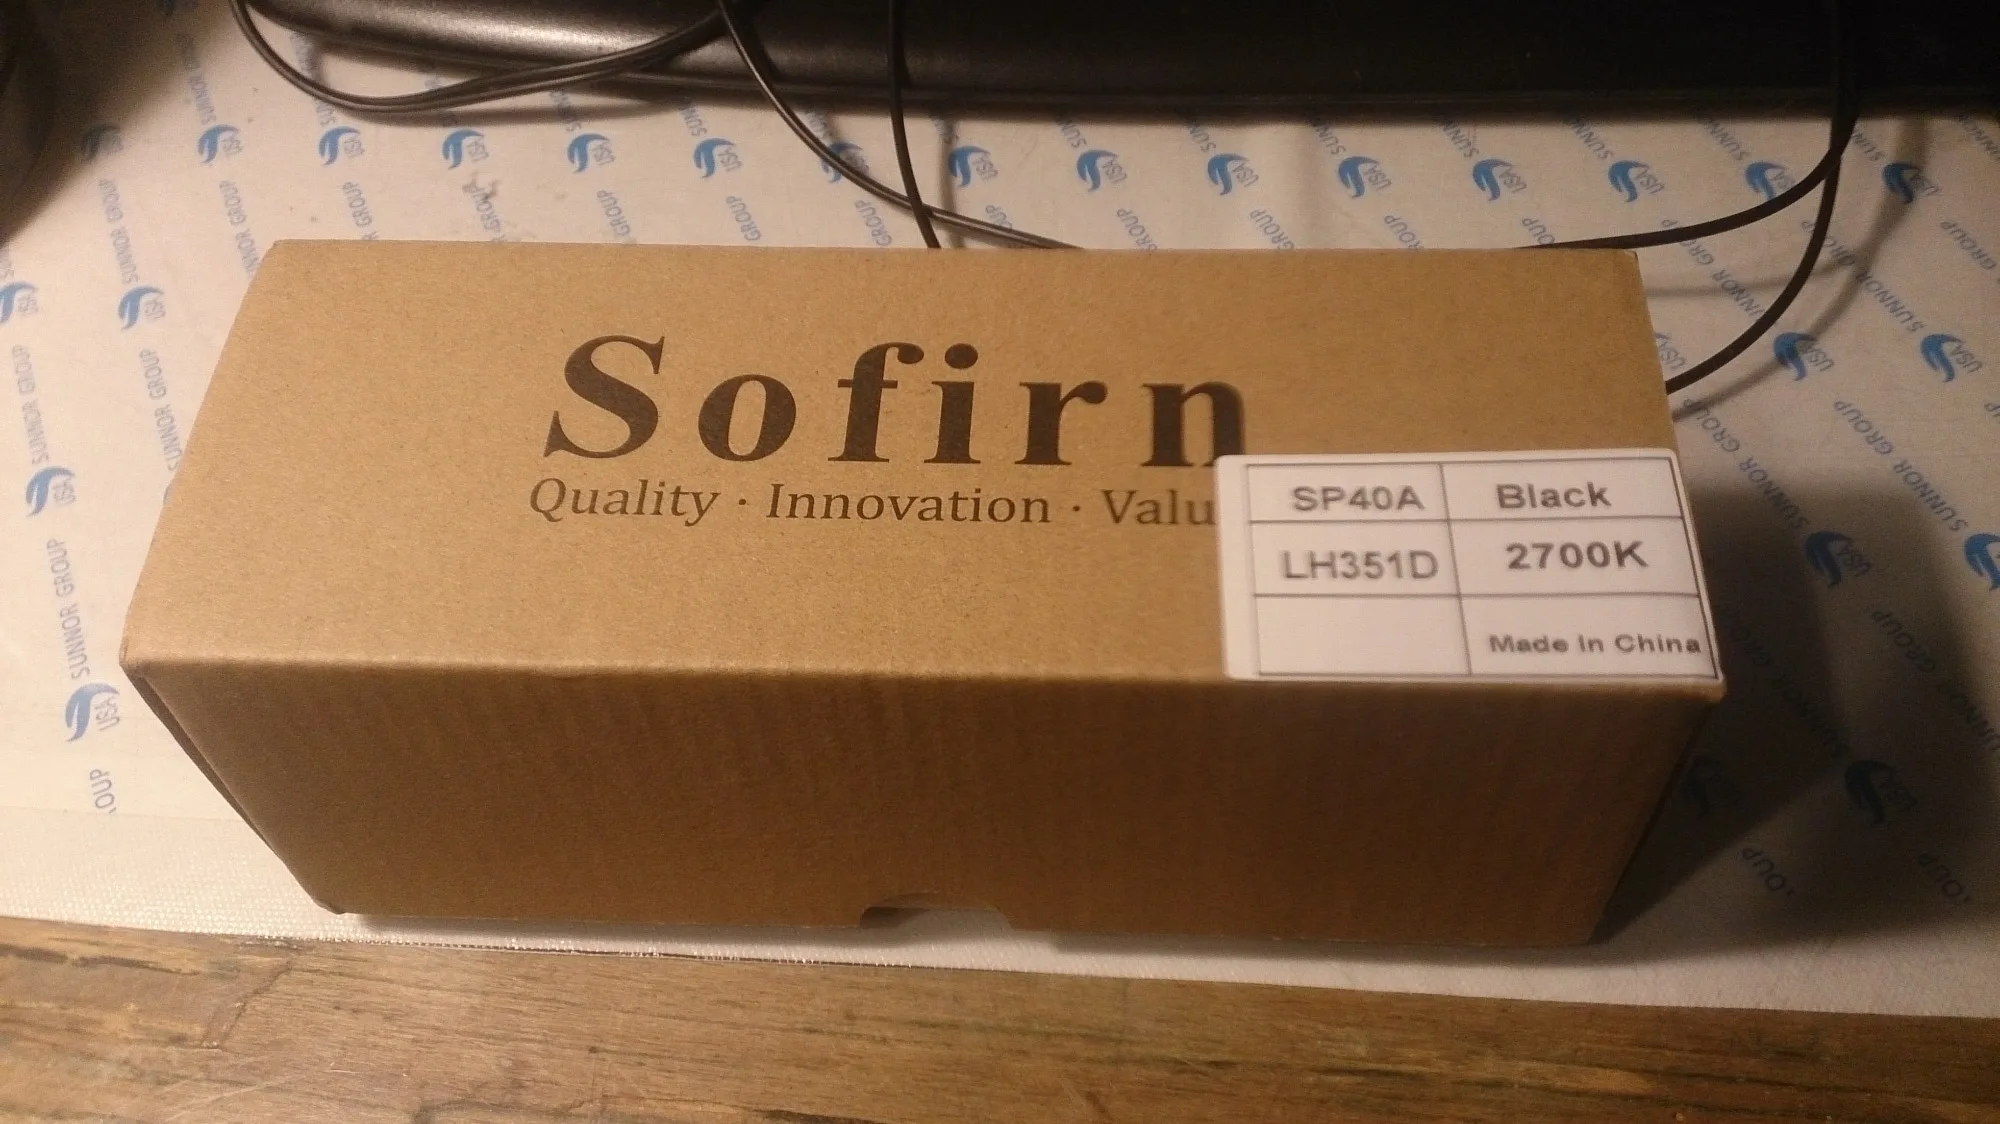 Sofirn
Quality · Innovation · Valu
SP40A Black
LH351D 2700K
Made In China
SUNNOR GROUP
USA